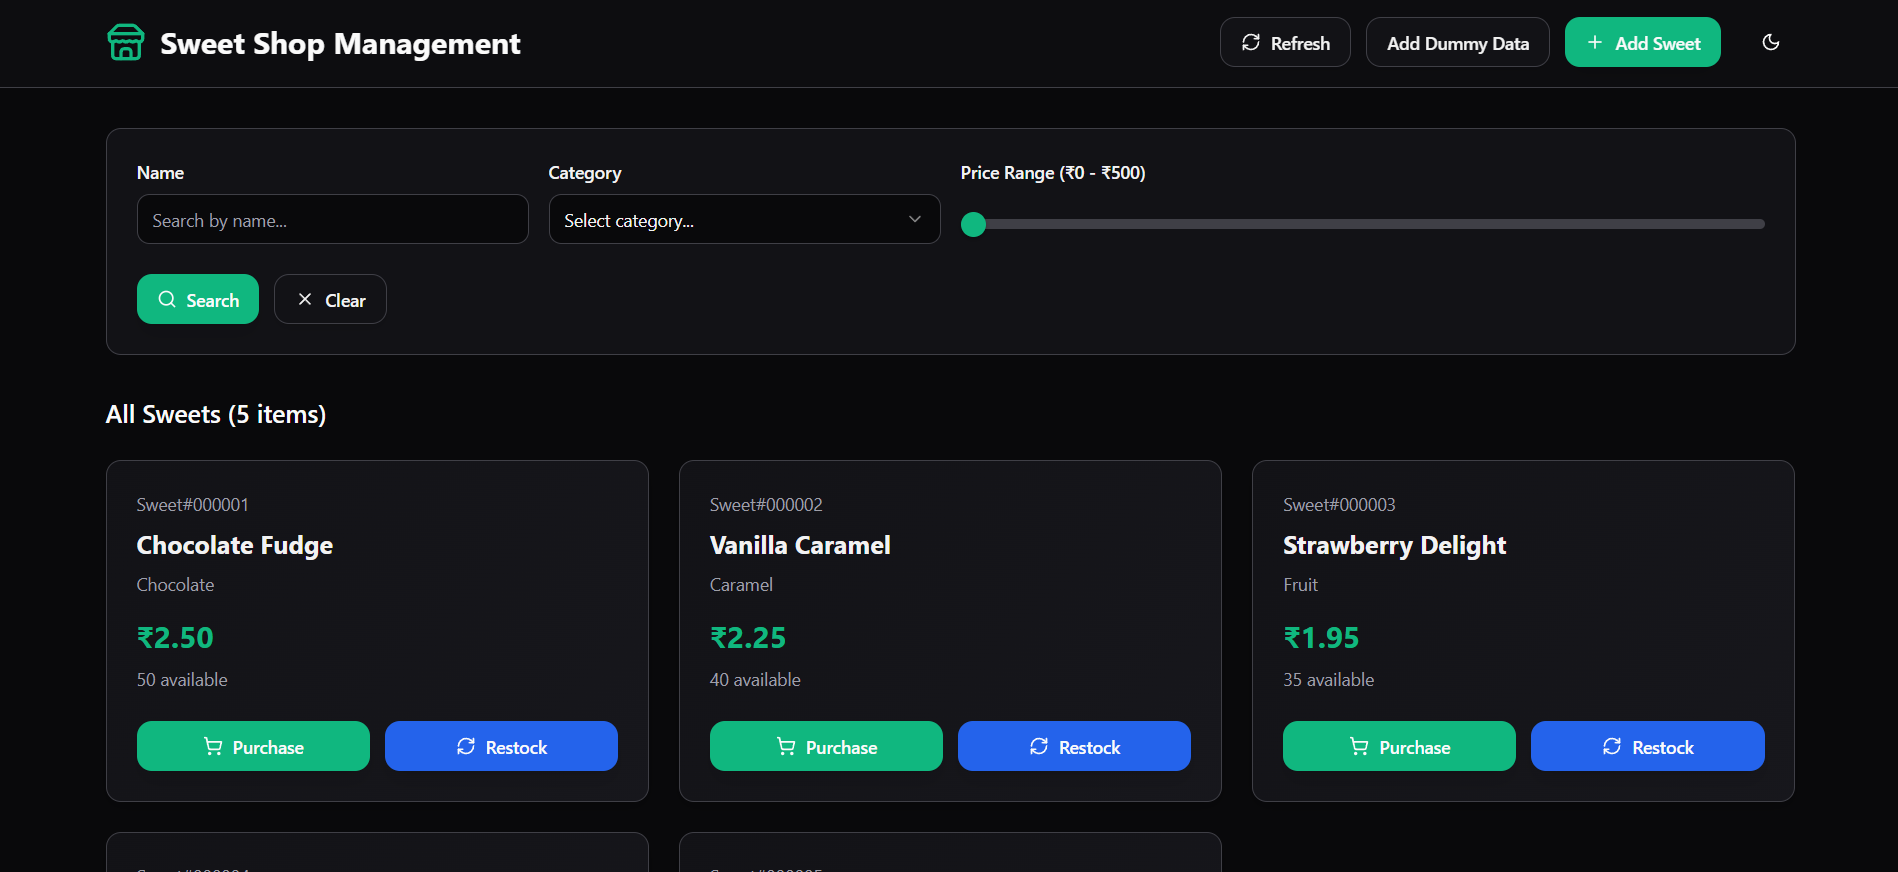 Sweet Shop Management
Refresh
Add Dummy Data
Add Sweet
Name
Category
Price Range (₹0 - ₹500)
Search by name...
Select category...
Search
Clear
All Sweets (5 items)
Sweet#000001
Chocolate Fudge
Chocolate
₹2.50
50 available
Purchase
Restock
Sweet#000002
Vanilla Caramel
Caramel
₹2.25
40 available
Purchase
Restock
Sweet#000003
Strawberry Delight
Fruit
₹1.95
35 available
Purchase
Restock